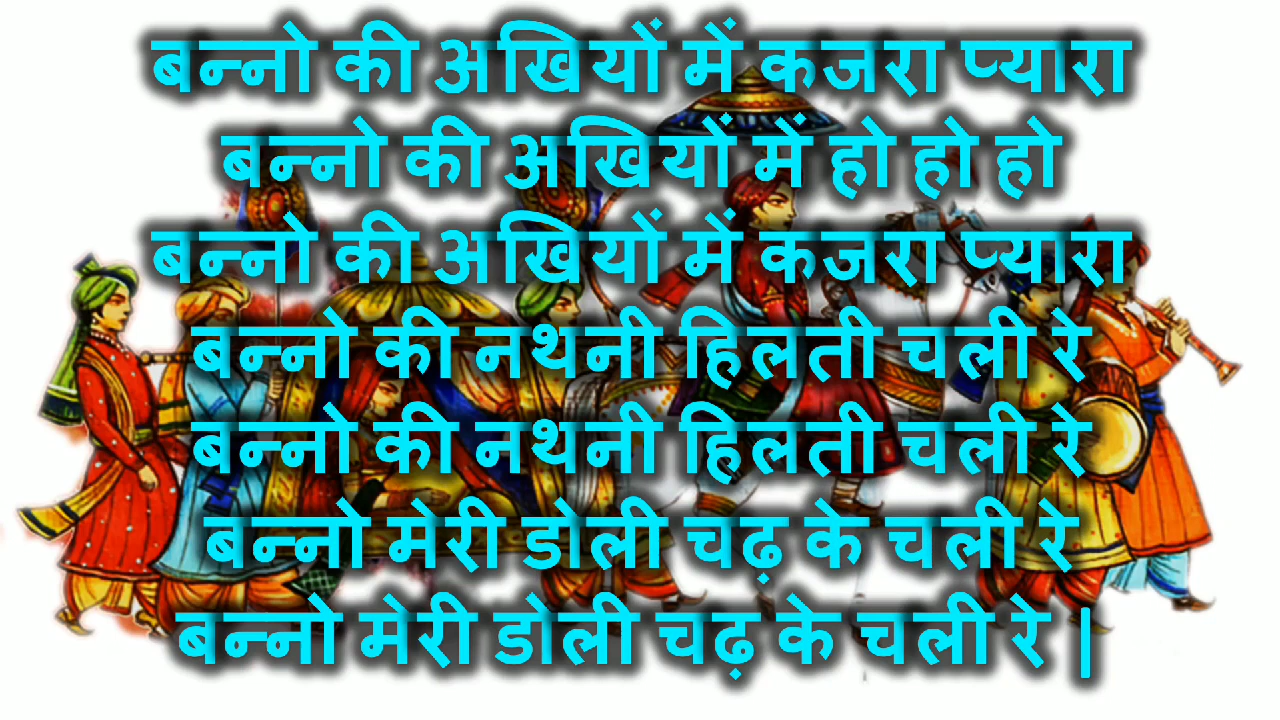 बन्नो की अखियों में कजरा प्यारा
बन्नो की अखियों में हो हो हो
बन्नो की अखियों में कजरा प्यारा
बन्नो की नथनी हिलती चली रे
बन्नो की नथनी हिलती चली रे
बन्नो मेरी डोली चढ़ के चली रे
बन्नो मेरी डोली चढ़ के चली रे |